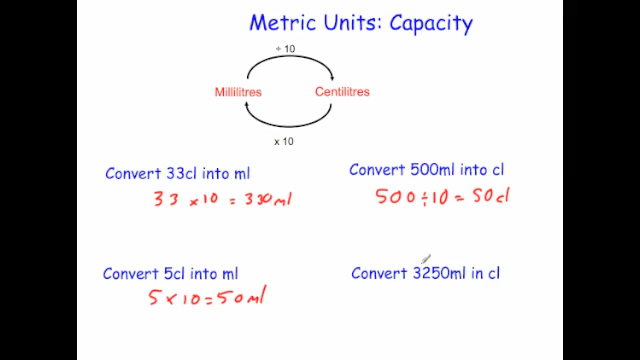 Metric Units: Capacity
÷ 10
Millilitres
Centilitres
x 10
Convert 33cl into ml
33 x 10 = 330ml
Convert 500ml into cl
500 ÷ 10 = 50cl
Convert 5cl into ml
5 x 10 = 50ml
Convert 3250ml in cl